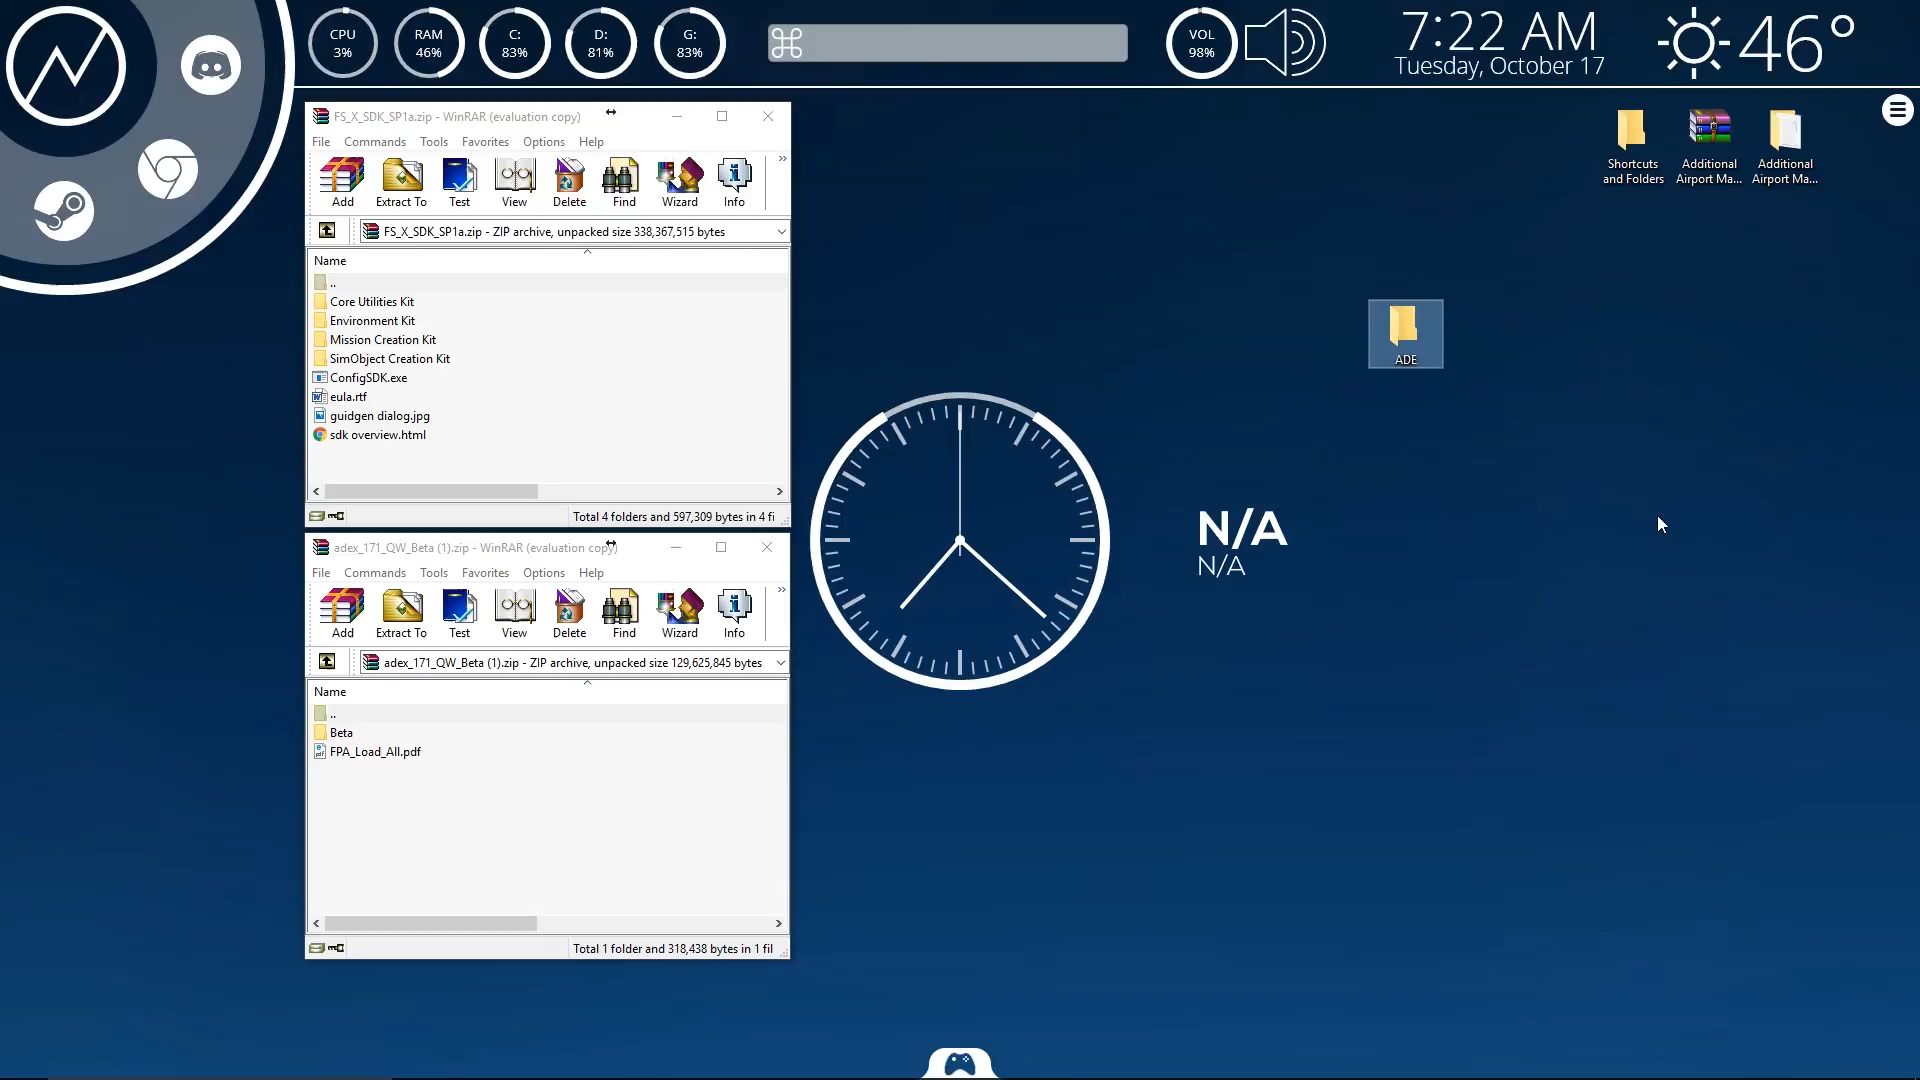 CPU
3%
RAM
46%
C:
83%
D:
81%
G:
83%
VOL
98%
7:22 AM
Tuesday, October 17
46°
FS_X_SDK_SP1a.zip - WinRAR (evaluation copy)
File Commands Tools Favorites Options Help
Add Extract To Test View Delete Find Wizard Info
FS_X_SDK_SP1a.zip - ZIP archive, unpacked size 338,367,515 bytes
Name
..
Core Utilities Kit
Environment Kit
Mission Creation Kit
SimObject Creation Kit
ConfigSDK.exe
eula.rtf
guidgen dialog.jpg
sdk overview.html
Total 4 folders and 597,309 bytes in 4 fi
adex_171_QW_Beta (1).zip - WinRAR (evaluation copy)
File Commands Tools Favorites Options Help
Add Extract To Test View Delete Find Wizard Info
adex_171_QW_Beta (1).zip - ZIP archive, unpacked size 129,625,845 bytes
Name
..
Beta
FPA_Load_All.pdf
Total 1 folder and 318,438 bytes in 1 fil
Shortcuts
and Folders
Additional
Airport Ma...
Additional
Airport Ma...
ADE
N/A
N/A